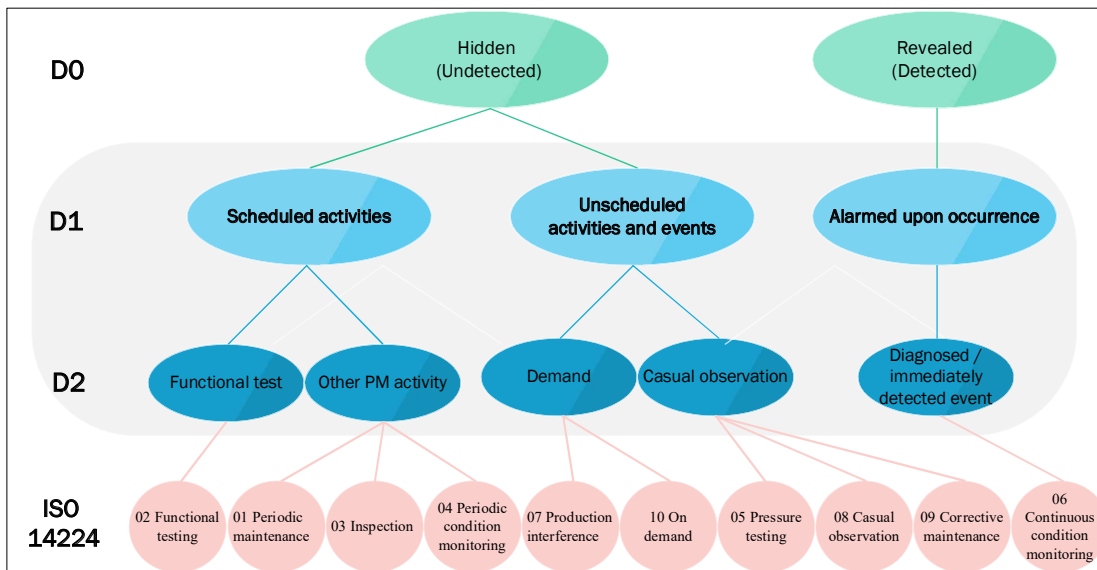 D0
Hidden
(Undetected)
Revealed
(Detected)
D1
Scheduled activities
Unscheduled
activities and events
Alarmed upon occurrence
D2
Functional test
Other PM activity
Demand
Casual observation
Diagnosed /
immediately
detected event
ISO
14224
02 Functional
testing
01 Periodic
maintenance
03 Inspection
04 Periodic
condition
monitoring
07 Production
interference
10 On
demand
05 Pressure
testing
08 Casual
observation
09 Corrective
maintenance
06
Continuous
condition
monitoring